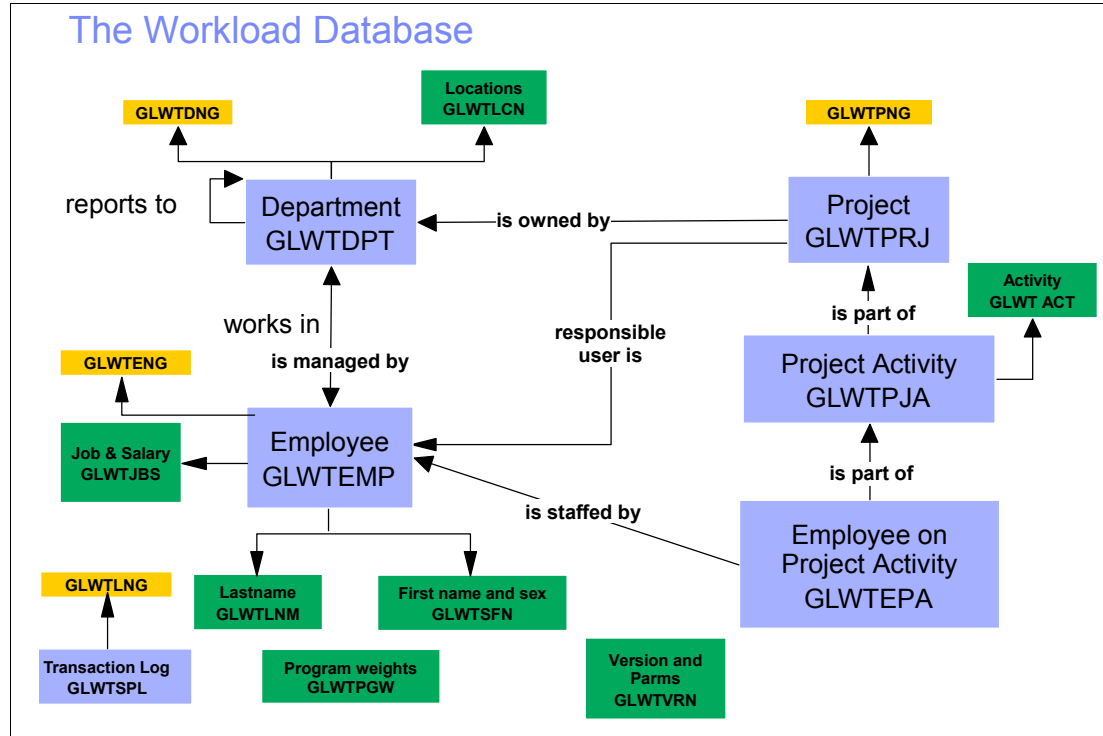 The Workload Database
Locations
GLWTLCN
GLWTDNG
GLWTPNG
reports to
Department
GLWTDPT
is owned by
Project
GLWTPRJ
Activity
GLWT ACT
is part of
works in
is managed by
responsible
user is
GLWTENG
Project Activity
GLWTPJA
Job & Salary
GLWTJBS
Employee
GLWTEMP
is part of
is staffed by
Employee on
Project Activity
GLWTEPA
GLWTLNG
Lastname
GLWTLNM
First name and sex
GLWTSFN
Transaction Log
GLWTSPL
Program weights
GLWTPGW
Version and
Parms
GLWTVRN